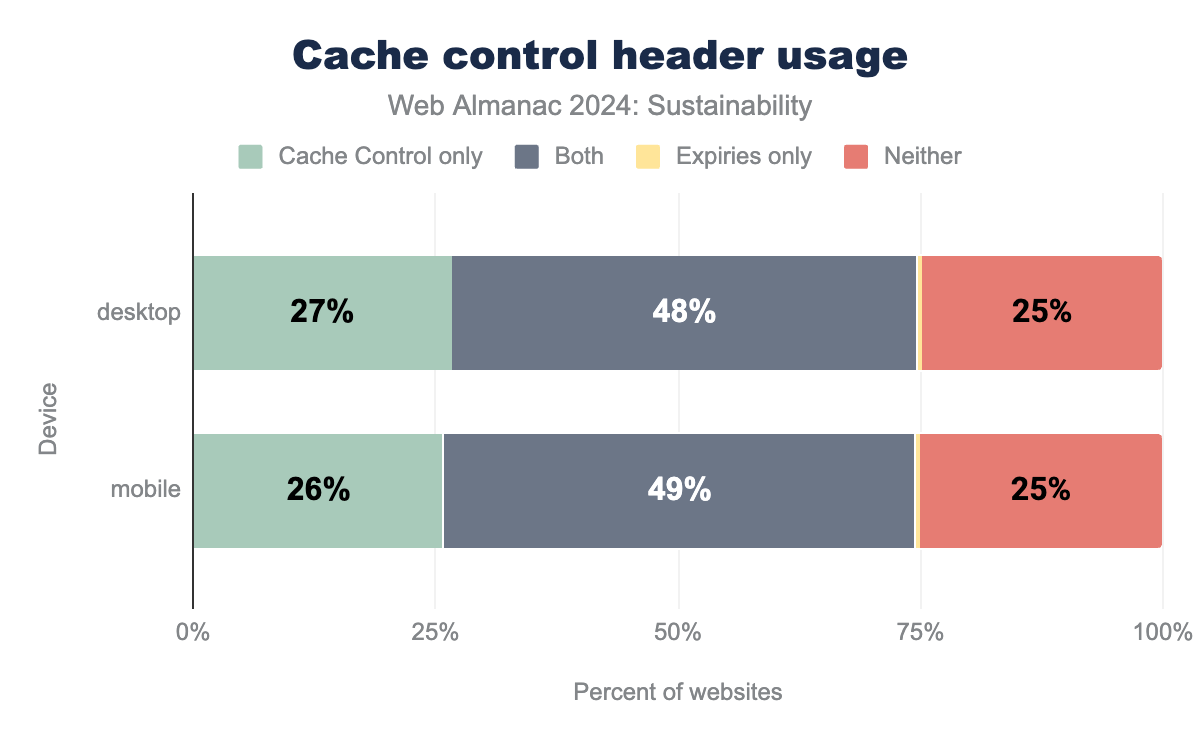 Cache control header usage
Web Almanac 2024: Sustainability
Cache Control only Both Expiries only Neither
desktop 27% 48% 25%
Device
mobile 26% 49% 25%
0% 25% 50% 75% 100%
Percent of websites